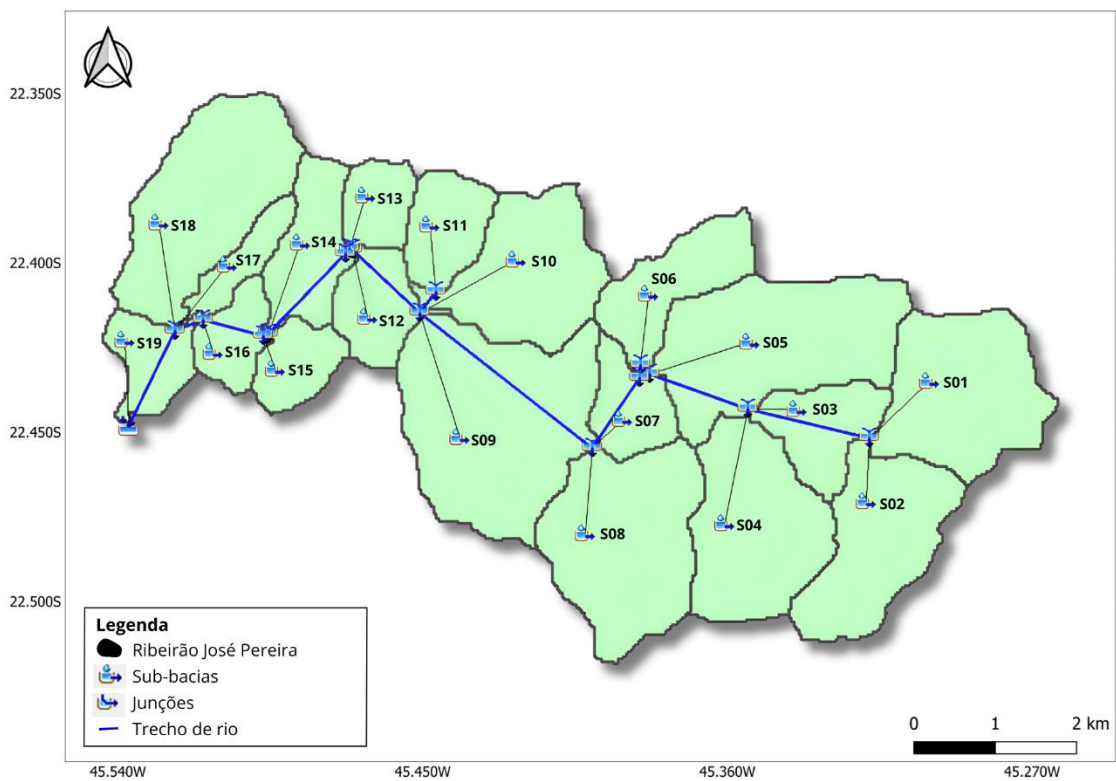 22.350S
22.400S
22.450S
22.500S
S13
S11
S18
S14
S17
S10
S06
S19
S16
S12
S15
S05
S01
S03
S07
S09
S02
S04
S08
Legenda
Ribeirão José Pereira
Sub-bacias
Junções
Trecho de rio
0 1 2 km
45.540W 45.450W 45.360W 45.270W